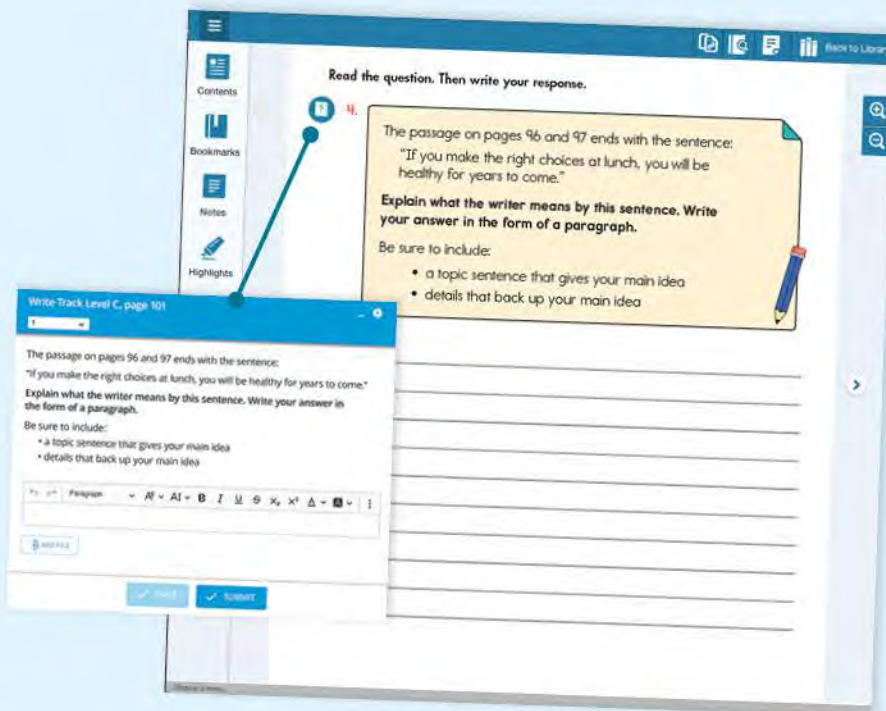 Back to Library
Contents
Bookmarks
Notes
Highlights
Read the question. Then write your response.
?
4.
The passage on pages 96 and 97 ends with the sentence:
"If you make the right choices at lunch, you will be
healthy for years to come."
Explain what the writer means by this sentence. Write
your answer in the form of a paragraph.
Be sure to include:
• a topic sentence that gives your main idea
• details that back up your main idea
Write-Track Level C, page 101
1
The passage on pages 96 and 97 ends with the sentence:
"If you make the right choices at lunch, you will be healthy for years to come."
Explain what the writer means by this sentence. Write your answer in
the form of a paragraph.
Be sure to include:
• a topic sentence that gives your main idea
• details that back up your main idea
Paragraph
B I U S X₂ X² A A
ADD FILE
SUBMIT